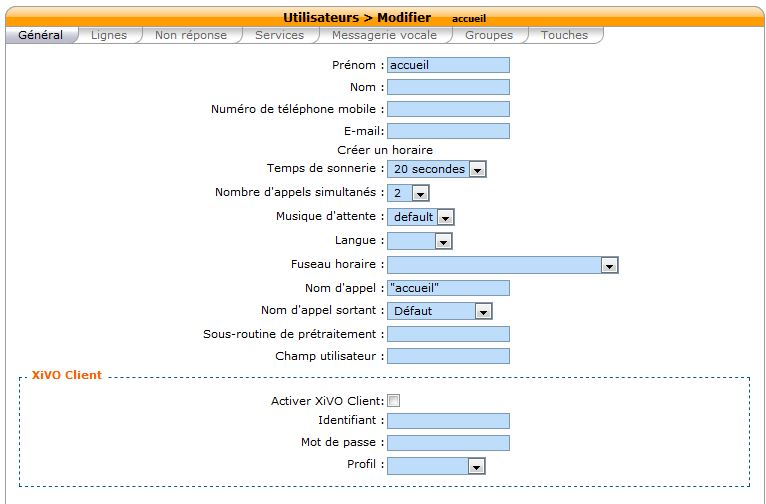 Utilisateurs > Modifier accueil
Général Lignes Non réponse Services Messagerie vocale Groupes Touches
Prénom : accueil
Nom :
Numéro de téléphone mobile :
E-mail:
Créer un horaire
Temps de sonnerie : 20 secondes
Nombre d'appels simultanés : 2
Musique d'attente : default
Langue :
Fuseau horaire :
Nom d'appel : "accueil"
Nom d'appel sortant : Défaut
Sous-routine de prétraitement :
Champ utilisateur :
XiVO Client
Activer XiVO Client:
Identifiant :
Mot de passe :
Profil :